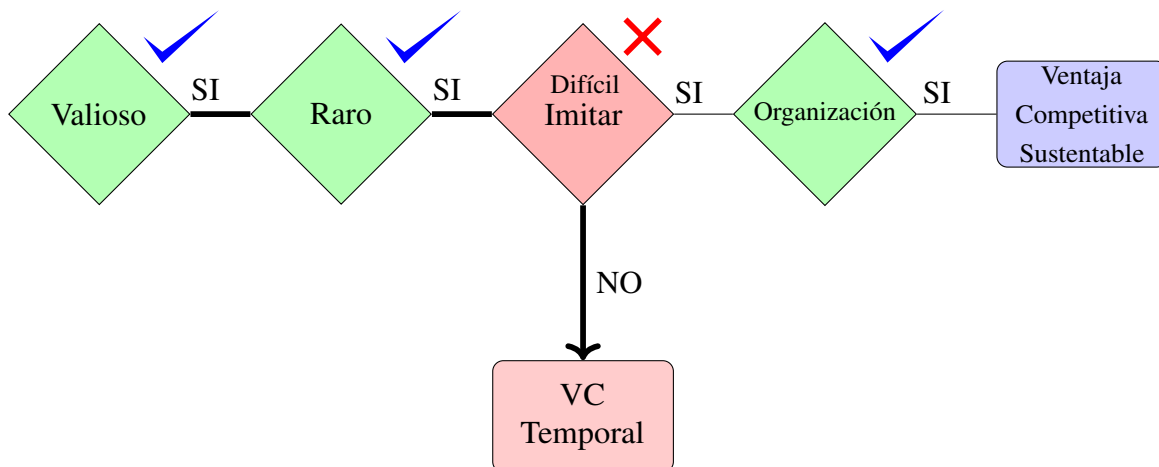 Valioso
SI
Raro
SI
Difícil
Imitar
SI
Organización
SI
Ventaja
Competitiva
Sustentable
NO
VC
Temporal